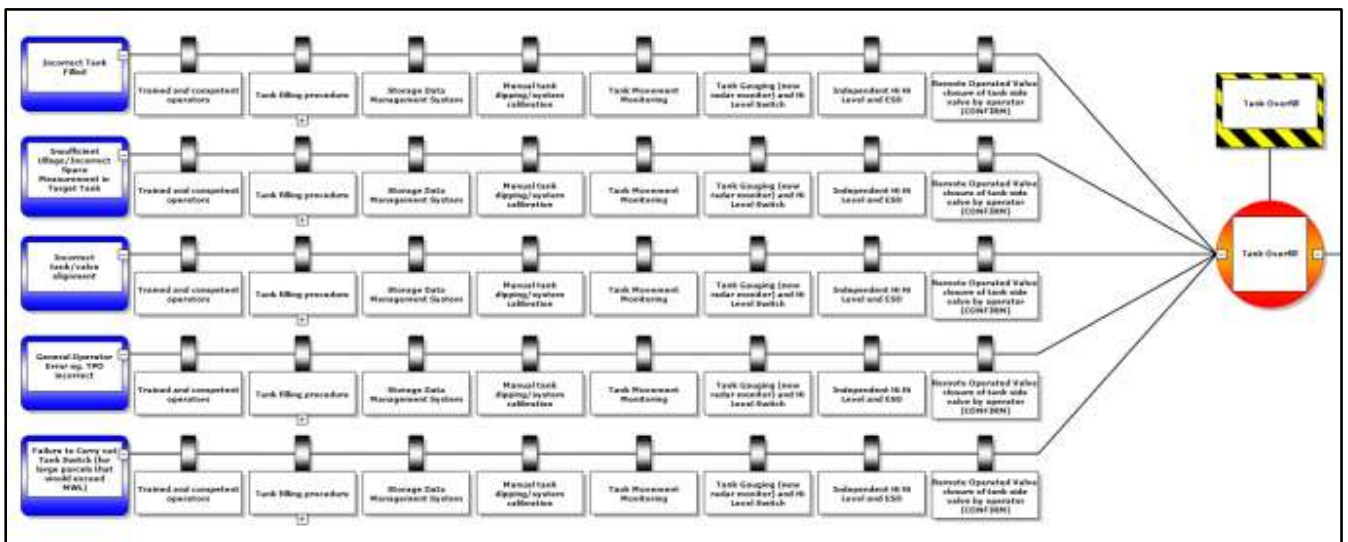 Incorrect Tank
Filled
Trained and competent
operators
Tank filling procedure
Storage Data
Management System
Manual tank
dipping/system
calibration
Tank Movement
Monitoring
Tank Gauging (new
radar monitor) and Hi
Level Switch
Independent Hi Hi
Level and ESD
Remote Operated Valve
closure of tank side
valve by operator
(CONFIRM)
Tank Overfill
Insufficient
Ullage/Incorrect
Space
Measurement in
Target Tank
Trained and competent
operators
Tank filling procedure
Storage Data
Management System
Manual tank
dipping/system
calibration
Tank Movement
Monitoring
Tank Gauging (new
radar monitor) and Hi
Level Switch
Independent Hi Hi
Level and ESD
Remote Operated Valve
closure of tank side
valve by operator
(CONFIRM)
Incorrect
tank/valve
alignment
Trained and competent
operators
Tank filling procedure
Storage Data
Management System
Manual tank
dipping/system
calibration
Tank Movement
Monitoring
Tank Gauging (new
radar monitor) and Hi
Level Switch
Independent Hi Hi
Level and ESD
Remote Operated Valve
closure of tank side
valve by operator
(CONFIRM)
Tank Overfill
General Operator
Error eg. TPO
incorrect
Trained and competent
operators
Tank filling procedure
Storage Data
Management System
Manual tank
dipping/system
calibration
Tank Movement
Monitoring
Tank Gauging (new
radar monitor) and Hi
Level Switch
Independent Hi Hi
Level and ESD
Remote Operated Valve
closure of tank side
valve by operator
(CONFIRM)
Failure to Carry out
Tank Switch (for
large parcels that
would exceed
MWL)
Trained and competent
operators
Tank filling procedure
Storage Data
Management System
Manual tank
dipping/system
calibration
Tank Movement
Monitoring
Tank Gauging (new
radar monitor) and Hi
Level Switch
Independent Hi Hi
Level and ESD
Remote Operated Valve
closure of tank side
valve by operator
(CONFIRM)